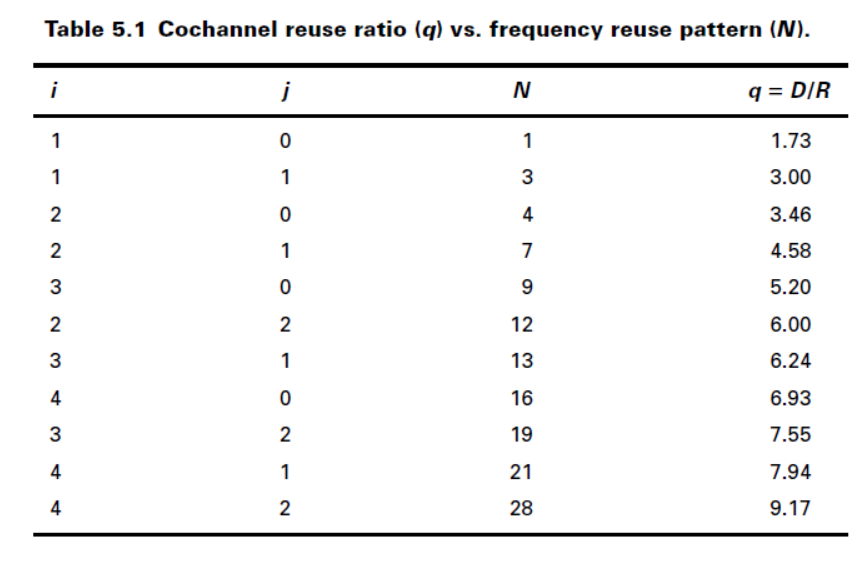 Table 5.1 Cochannel reuse ratio (q) vs. frequency reuse pattern (N).
i j N q = D/R
1 0 1 1.73
1 1 3 3.00
2 0 4 3.46
2 1 7 4.58
3 0 9 5.20
2 2 12 6.00
3 1 13 6.24
4 0 16 6.93
3 2 19 7.55
4 1 21 7.94
4 2 28 9.17